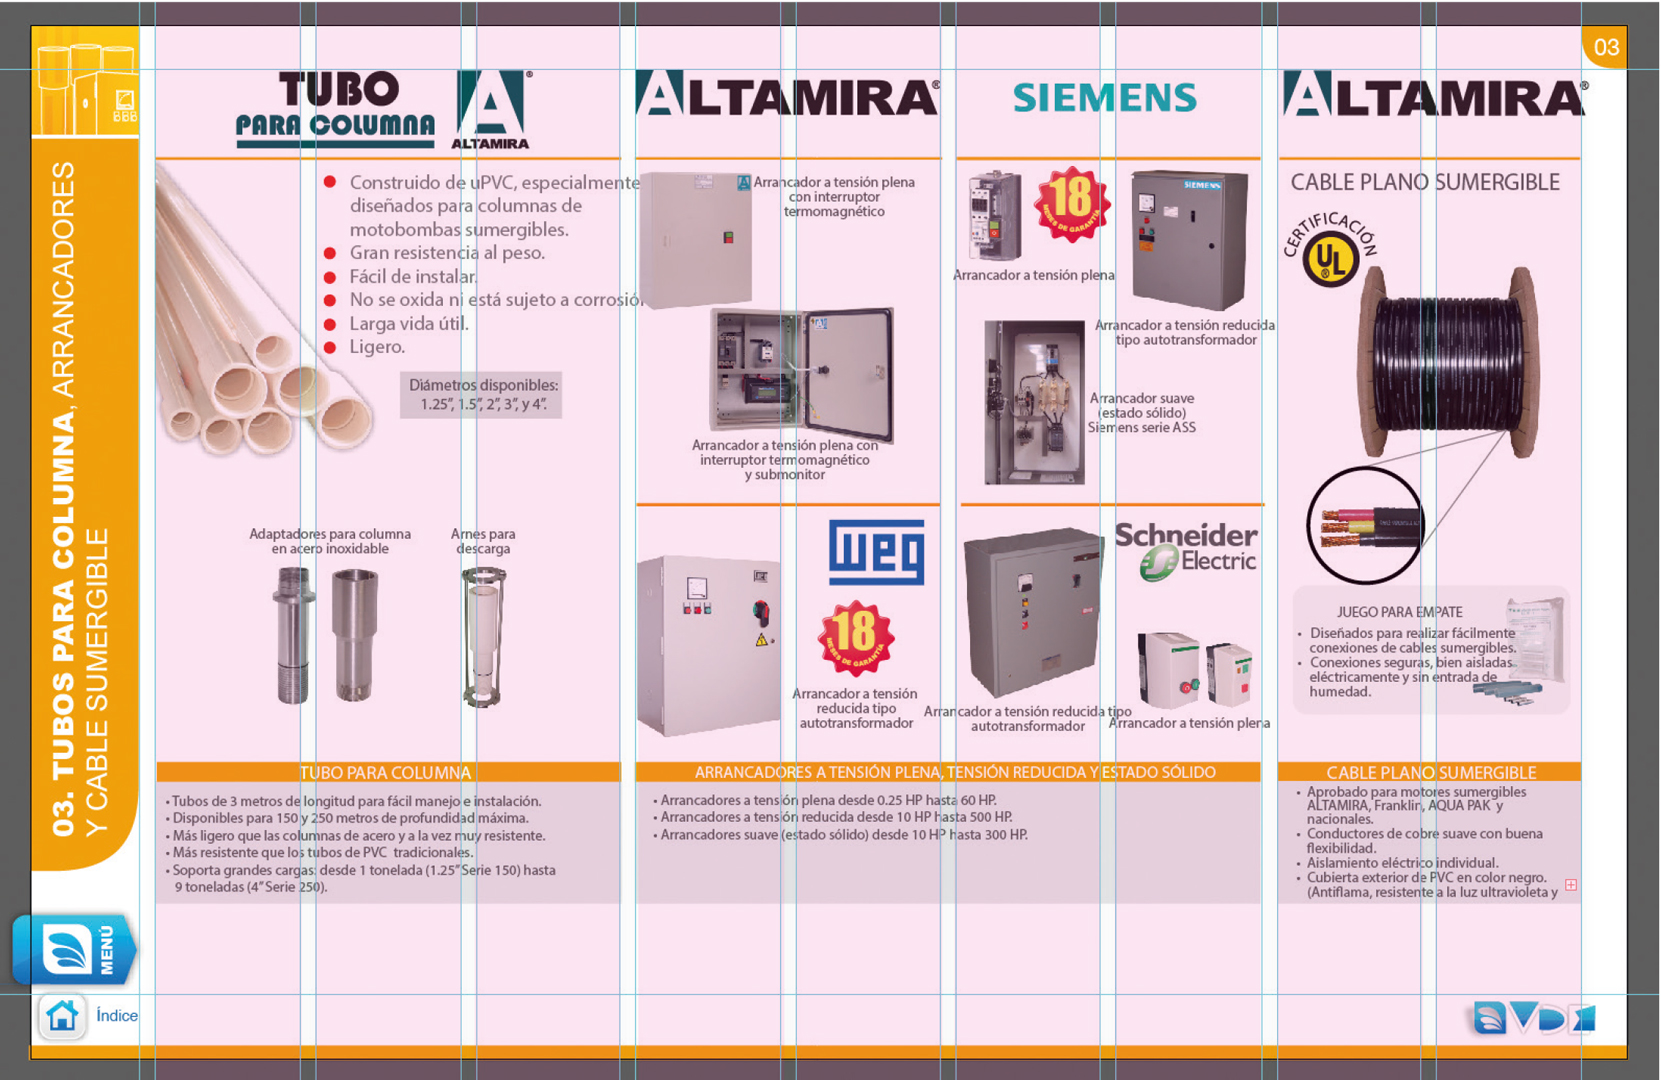 03
03. TUBOS PARA COLUMNA, ARRANCADORES
Y CABLE SUMERGIBLE
MENÚ
Índice
TUBO
PARA COLUMNA
ALTAMIRA
Construido de uPVC, especialmente
diseñados para columnas de
motobombas sumergibles.
Gran resistencia al peso.
Fácil de instalar.
No se oxida ni está sujeto a corrosión
Larga vida útil.
Ligero.
Diámetros disponibles:
1.25”, 1.5”, 2”, 3”, y 4”.
Adaptadores para columna
en acero inoxidable
Arnes para
descarga
TUBO PARA COLUMNA
• Tubos de 3 metros de longitud para fácil manejo e instalación.
• Disponibles para 150 y 250 metros de profundidad máxima.
• Más ligero que las columnas de acero y a la vez muy resistente.
• Más resistente que los tubos de PVC tradicionales.
• Soporta grandes cargas: desde 1 tonelada (1.25” Serie 150) hasta
9 toneladas (4” Serie 250).
ALTAMIRA®
Arrancador a tensión plena
con interruptor
termomagnético
Arrancador a tensión plena con
interruptor termomagnético
y submonitor
WEG
18
MESES DE GARANTÍA
Arrancador a tensión
reducida tipo
autotransformador
SIEMENS
18
MESES DE GARANTÍA
SIEMENS
Arrancador a tensión plena
Arrancador a tensión reducida
tipo autotransformador
Arrancador suave
(estado sólido)
Siemens serie ASS
Schneider
Electric
Arrancador a tensión reducida tipo
autotransformador
Arrancador a tensión plena
ARRANCADORES A TENSIÓN PLENA, TENSIÓN REDUCIDA Y ESTADO SÓLIDO
• Arrancadores a tensión plena desde 0.25 HP hasta 60 HP.
• Arrancadores a tensión reducida desde 10 HP hasta 500 HP.
• Arrancadores suave (estado sólido) desde 10 HP hasta 300 HP.
ALTAMIRA®
CABLE PLANO SUMERGIBLE
CERTIFICACIÓN
UL
®
JUEGO PARA EMPATE
• Diseñados para realizar fácilmente
conexiones de cables sumergibles.
• Conexiones seguras, bien aisladas
eléctricamente y sin entrada de
humedad.
CABLE PLANO SUMERGIBLE
• Aprobado para motores sumergibles
ALTAMIRA, Franklin, AQUA PAK y
nacionales.
• Conductores de cobre suave con buena
flexibilidad.
• Aislamiento eléctrico individual.
• Cubierta exterior de PVC en color negro.
(Antiflama, resistente a la luz ultravioleta y